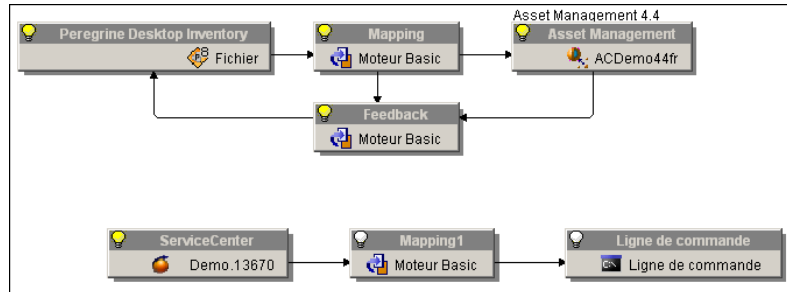 Asset Management 4.4
Peregrine Desktop Inventory
Fichier
Mapping
Moteur Basic
Asset Management
ACDemo44fr
Feedback
Moteur Basic
ServiceCenter
Demo.13670
Mapping1
Moteur Basic
Ligne de commande
Ligne de commande